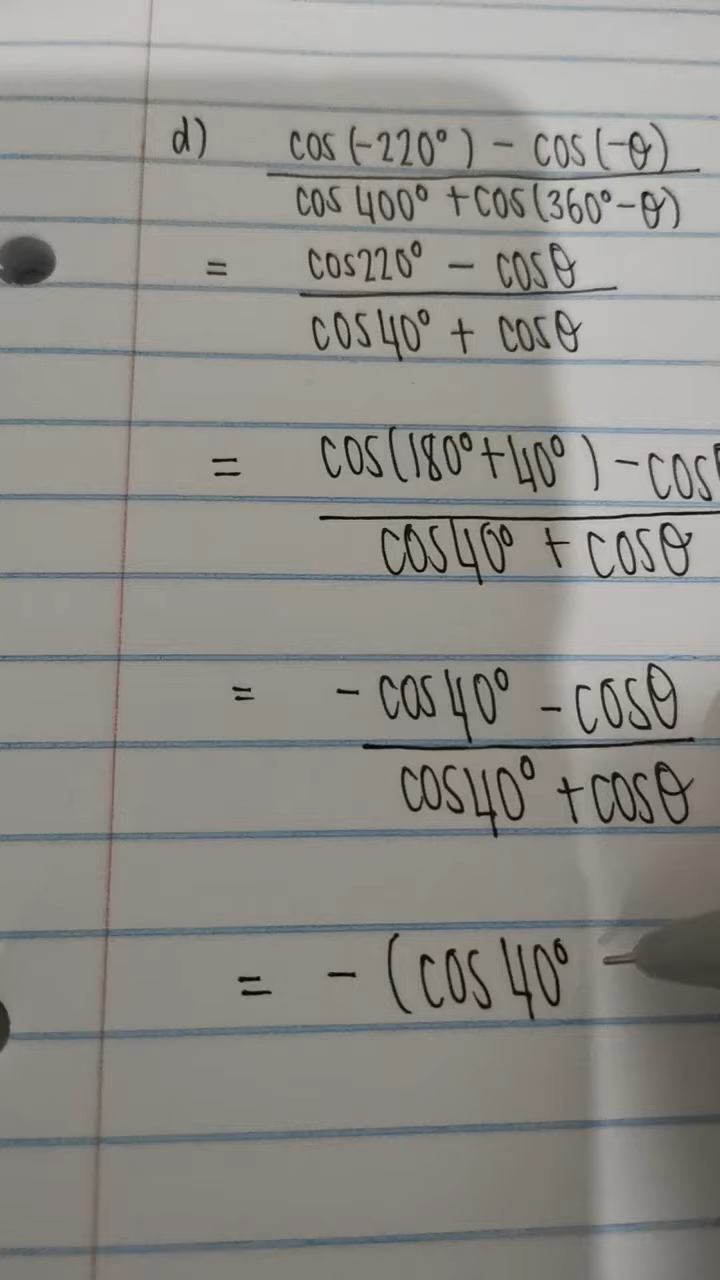 d) cos(-220°) - cos(-θ)
cos 400° + cos(360° - θ)
= cos220° - cosθ
cos40° + cosθ
= cos(180° + 40°) - cos
cos40° + cosθ
= - cos40° - cosθ
cos40° + cosθ
= - (cos 40° -